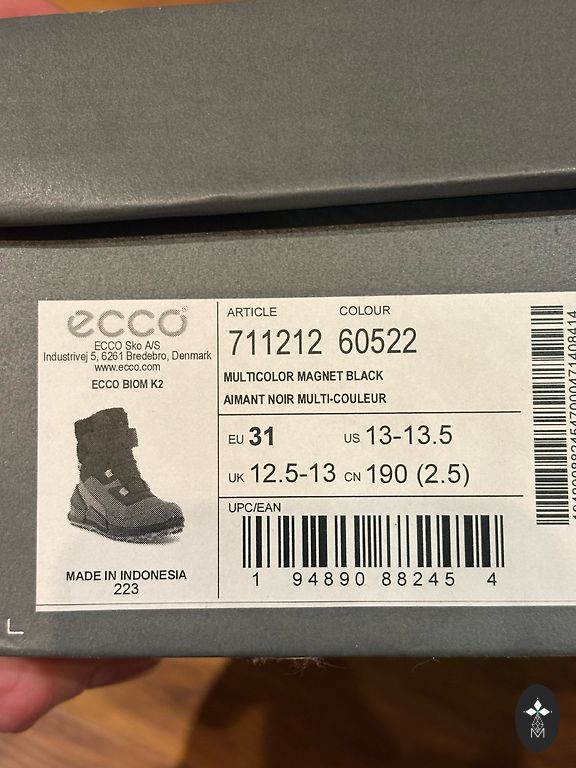 ecco®
ECCO Sko A/S
Industrivej 5, 6261 Bredebro, Denmark
www.ecco.com
ECCO BIOM K2
MADE IN INDONESIA
223
ARTICLE COLOUR
711212 60522
MULTICOLOR MAGNET BLACK
AIMANT NOIR MULTI-COULEUR
EU 31 US 13-13.5
UK 12.5-13 CN 190 (2.5)
UPC/EAN
1 94890 88245 4
M